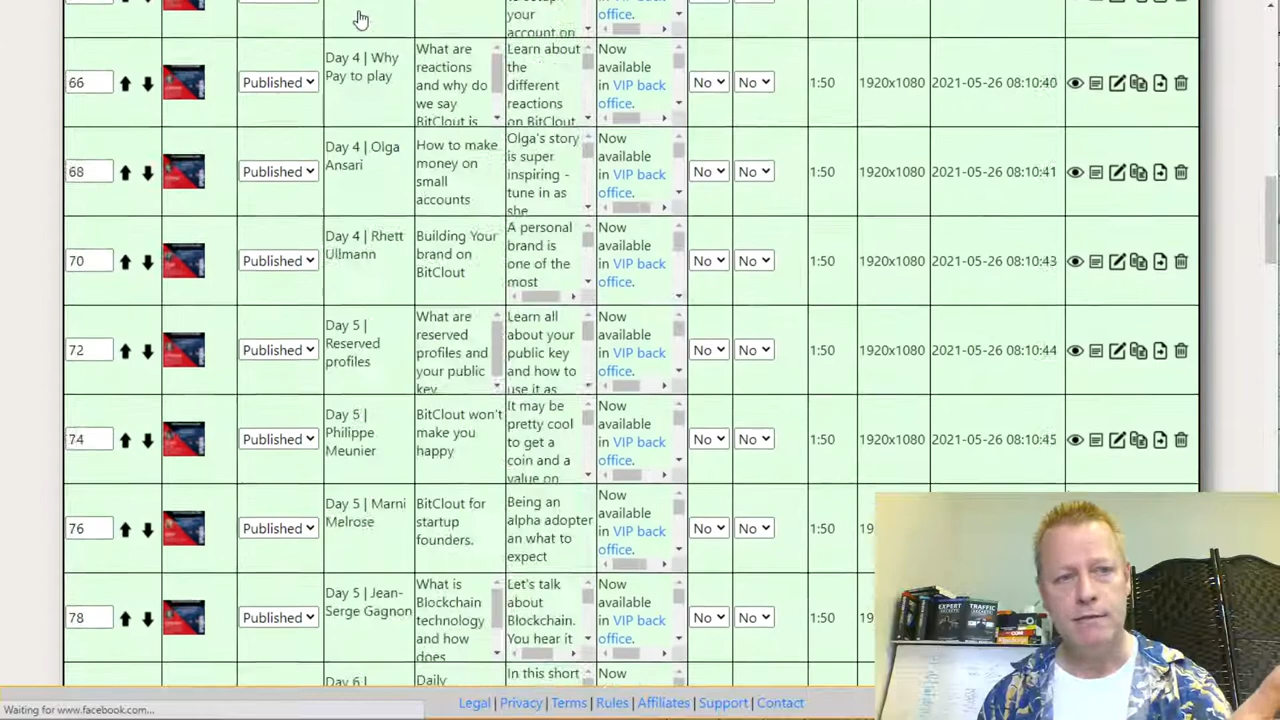 your
account on
in VIP back
office.
66
Published
Day 4 | Why
Pay to play
What are
reactions
and why do
we say
BitClout is
Learn about
the
different
reactions
on BitClout
Now
available
in VIP back
office.
No
No
1:50
1920x1080
2021-05-26 08:10:40
68
Published
Day 4 | Olga
Ansari
How to make
money on
small
accounts
Olga's story
is super
inspiring -
tune in as
she
Now
available
in VIP back
office.
No
No
1:50
1920x1080
2021-05-26 08:10:41
70
Published
Day 4 | Rhett
Ullmann
Building Your
brand on
BitClout
A personal
brand is
one of the
most
Now
available
in VIP back
office.
No
No
1:50
1920x1080
2021-05-26 08:10:43
72
Published
Day 5 |
Reserved
profiles
What are
reserved
profiles and
your public
key
Learn all
about your
public key
and how to
use it as
Now
available
in VIP back
office.
No
No
1:50
1920x1080
2021-05-26 08:10:44
74
Published
Day 5 |
Philippe
Meunier
BitClout won't
make you
happy
It may be
pretty cool
to get a
coin and a
value on
Now
available
in VIP back
office.
No
No
1:50
1920x1080
2021-05-26 08:10:45
76
Published
Day 5 | Marni
Melrose
BitClout for
startup
founders.
Being an
alpha adopter
an what to
expect
Now
available
in VIP back
office.
No
No
1:50
19
78
Published
Day 5 | Jean-
Serge Gagnon
What is
Blockchain
technology
and how
does
Let's talk
about
Blockchain.
You hear it
Now
available
in VIP back
office.
No
No
1:50
19
Day 6 |
Daily
In this short
Now
EXPERT
SECRETS
TRAFFIC
SECRETS
Waiting for www.facebook.com...
Legal | Privacy | Terms | Rules | Affiliates | Support | Contact